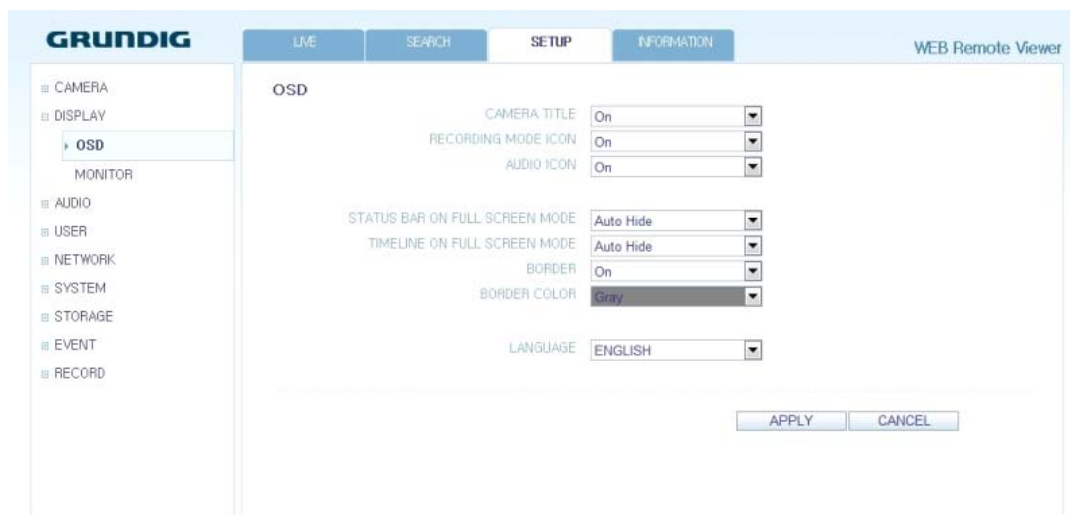 GRUNDIG
LIVE SEARCH SETUP INFORMATION
WEB Remote Viewer
CAMERA
DISPLAY
OSD
MONITOR
AUDIO
USER
NETWORK
SYSTEM
STORAGE
EVENT
RECORD
OSD
CAMERA TITLE On
RECORDING MODE ICON On
AUDIO ICON On
STATUS BAR ON FULL SCREEN MODE Auto Hide
TIMELINE ON FULL SCREEN MODE Auto Hide
BORDER On
BORDER COLOR Gray
LANGUAGE ENGLISH
APPLY CANCEL